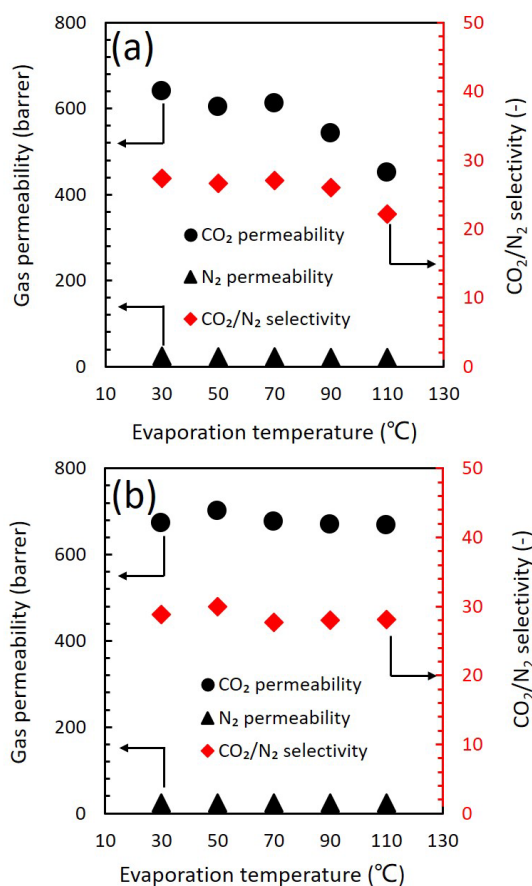 (a)
Gas permeability (barrer)
800
600
400
200
0
50
40
30
20
10
0
CO₂/N₂ selectivity (-)
CO₂ permeability
N₂ permeability
CO₂/N₂ selectivity
10 30 50 70 90 110 130
Evaporation temperature (℃)
(b)
Gas permeability (barrer)
800
600
400
200
0
50
40
30
20
10
0
CO₂/N₂ selectivity (-)
CO₂ permeability
N₂ permeability
CO₂/N₂ selectivity
10 30 50 70 90 110 130
Evaporation temperature (℃)